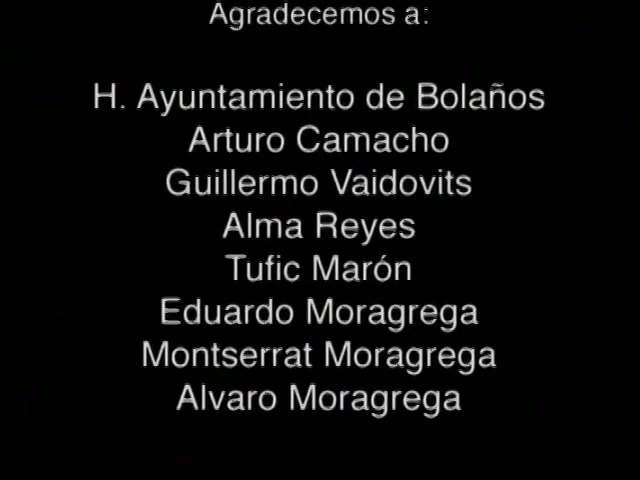 Agradecemos a:
H. Ayuntamiento de Bolaños
Arturo Camacho
Guillermo Vaidovits
Alma Reyes
Tufic Marón
Eduardo Moragrega
Montserrat Moragrega
Alvaro Moragrega